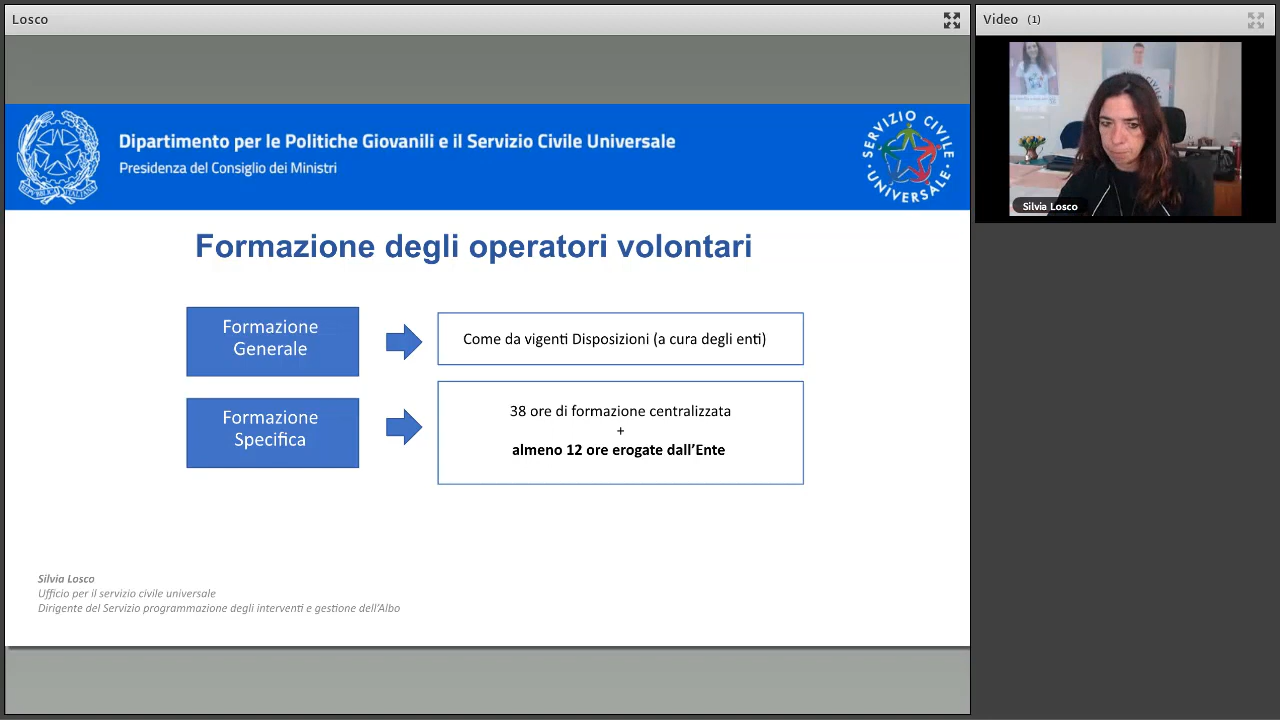 Losco
Video (1)
Dipartimento per le Politiche Giovanili e il Servizio Civile Universale
Presidenza del Consiglio dei Ministri
SERVIZIO CIVILE
UNIVERSALE
Silvia Losco
Formazione degli operatori volontari
Formazione
Generale
Come da vigenti Disposizioni (a cura degli enti)
Formazione
Specifica
38 ore di formazione centralizzata
+
almeno 12 ore erogate dall'Ente
Silvia Losco
Ufficio per il servizio civile universale
Dirigente del Servizio programmazione degli interventi e gestione dell'Albo